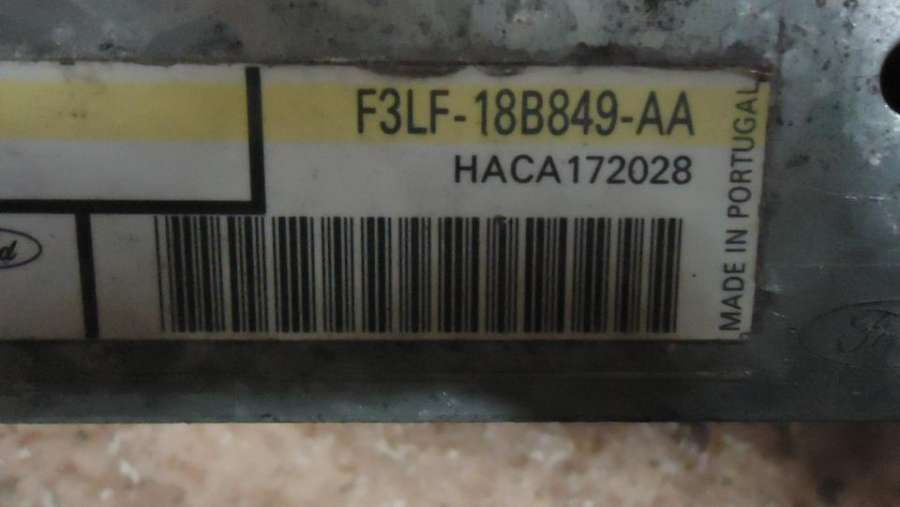 F3LF-18B849-AA
HACA172028
MADE IN PORTUGAL